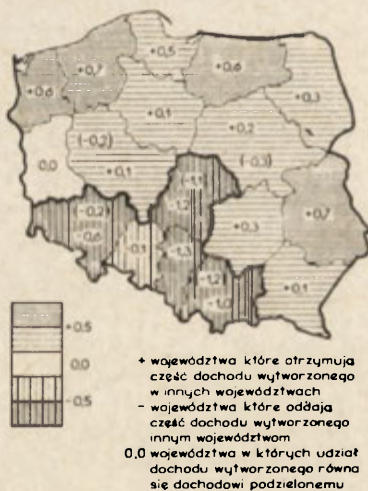 +0,5
+0,7
+0,6
+0,6
+0,3
+0,1
(-0,2)
+0,2
0,0
+0,1
(-0,3)
(-1,1)
-1,2
+0,7
(-0,2)
-0,6
+0,3
-0,1
-1,3
-1,2
-1,0
+0,1
+0,5
0,0
-0,5
+ województwa które otrzymują
część dochodu wytworzonego
w innych województwach
- województwa które oddają
część dochodu wytworzonego
innym województwom
0,0 województwa w których udział
dochodu wytworzonego równa
się dochodowi podzielonemu